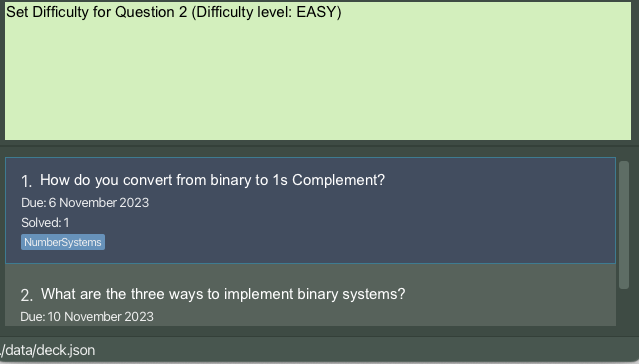 Set Difficulty for Question 2 (Difficulty level: EASY)
1. How do you convert from binary to 1s Complement?
Due: 6 November 2023
Solved: 1
NumberSystems
2. What are the three ways to implement binary systems?
Due: 10 November 2023
./data/deck.json